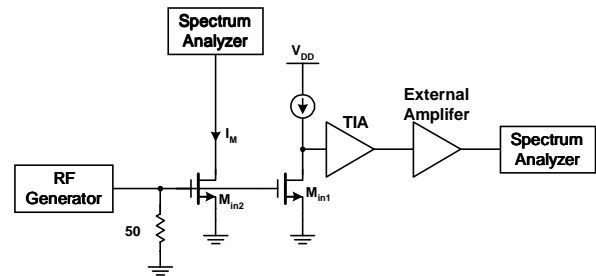 Spectrum
Analyzer
V_DD
I_M
TIA
External
Amplifer
Spectrum
Analyzer
RF
Generator
M_in2
M_in1
50